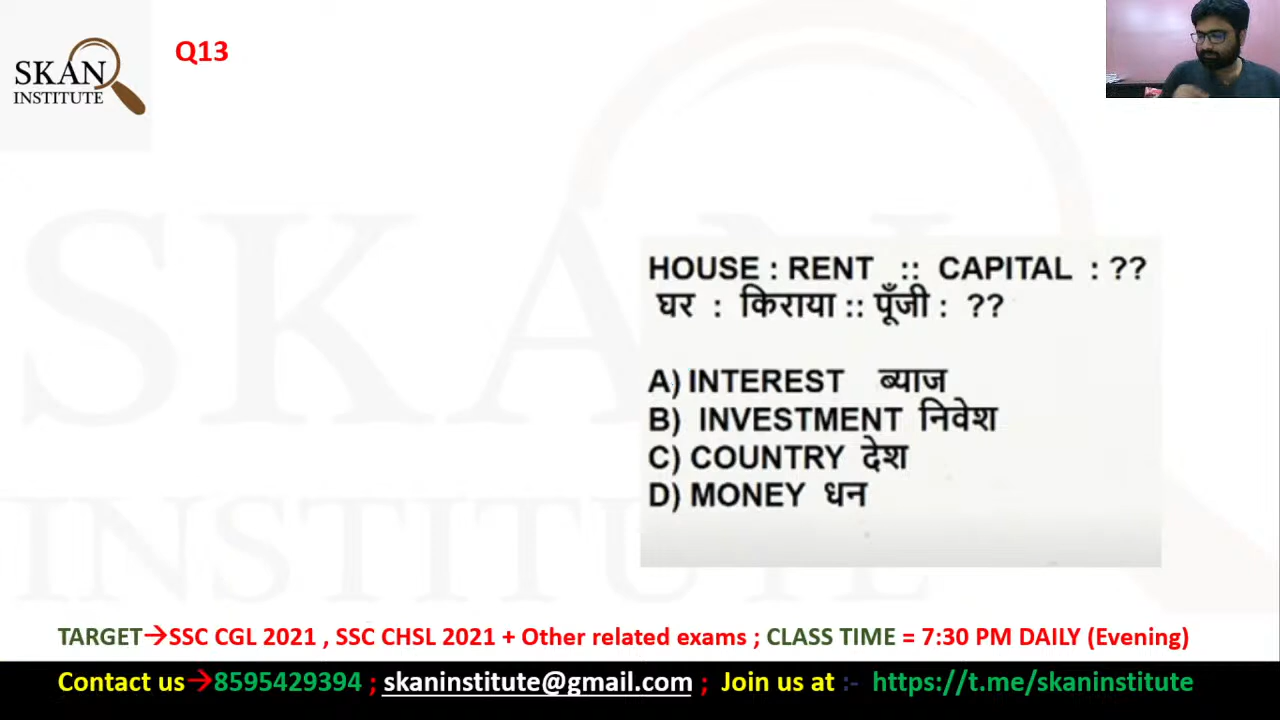 SKAN
INSTITUTE
Q13
HOUSE : RENT :: CAPITAL : ??
घर : किराया :: पूँजी : ??
A) INTEREST ब्याज
B) INVESTMENT निवेश
C) COUNTRY देश
D) MONEY धन
SKAN
INSTITUTE
TARGET→SSC CGL 2021 , SSC CHSL 2021 + Other related exams ; CLASS TIME = 7:30 PM DAILY (Evening)
Contact us→8595429394 ; skaninstitute@gmail.com ; Join us at :- https://t.me/skaninstitute